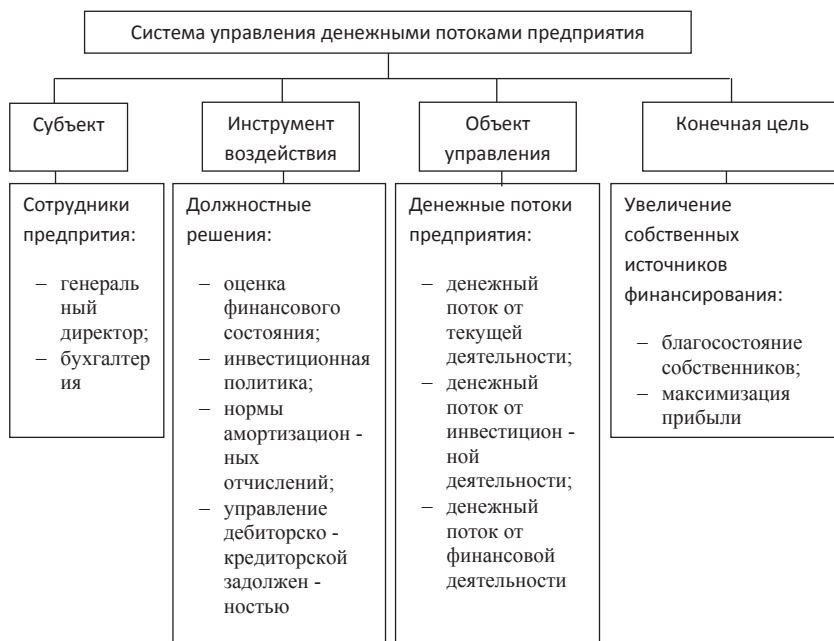 Система управления денежными потоками предприятия
Субъект
Инструмент
воздействия
Объект
управления
Конечная цель
Сотрудники
предпрития:
– генераль
ный
директор;
– бухгалтер
ия
Должностные
решения:
– оценка
финансового
состояния;
– инвестиционная
политика;
– нормы
амортизацион -
ных
отчислений;
– управление
дебиторско -
кредиторской
задолжен -
ностью
Денежные потоки
предприятия:
– денежный
поток от
текущей
деятельности;
– денежный
поток от
инвестицион -
ной
деятельности;
– денежный
поток от
финансовой
деятельности
Увеличение
собственных
источников
финансирования:
– благосостояние
собственников;
– максимизация
прибыли